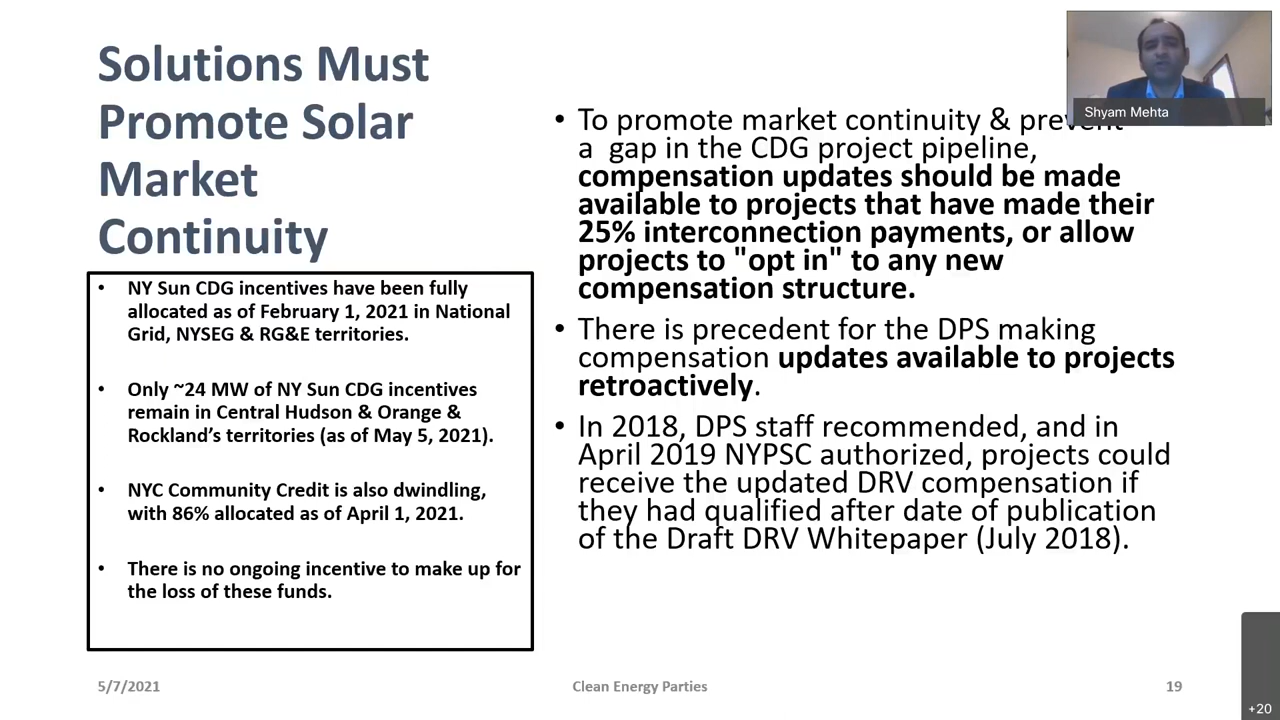 Solutions Must
Promote Solar
Market
Continuity
• NY Sun CDG incentives have been fully
allocated as of February 1, 2021 in National
Grid, NYSEG & RG&E territories.
• Only ~24 MW of NY Sun CDG incentives
remain in Central Hudson & Orange &
Rockland's territories (as of May 5, 2021).
• NYC Community Credit is also dwindling,
with 86% allocated as of April 1, 2021.
• There is no ongoing incentive to make up for
the loss of these funds.
• To promote market continuity & prevent
a gap in the CDG project pipeline,
compensation updates should be made
available to projects that have made their
25% interconnection payments, or allow
projects to "opt in" to any new
compensation structure.
• There is precedent for the DPS making
compensation updates available to projects
retroactively.
• In 2018, DPS staff recommended, and in
April 2019 NYPSC authorized, projects could
receive the updated DRV compensation if
they had qualified after date of publication
of the Draft DRV Whitepaper (July 2018).
Shyam Mehta
5/7/2021
Clean Energy Parties
19
+20